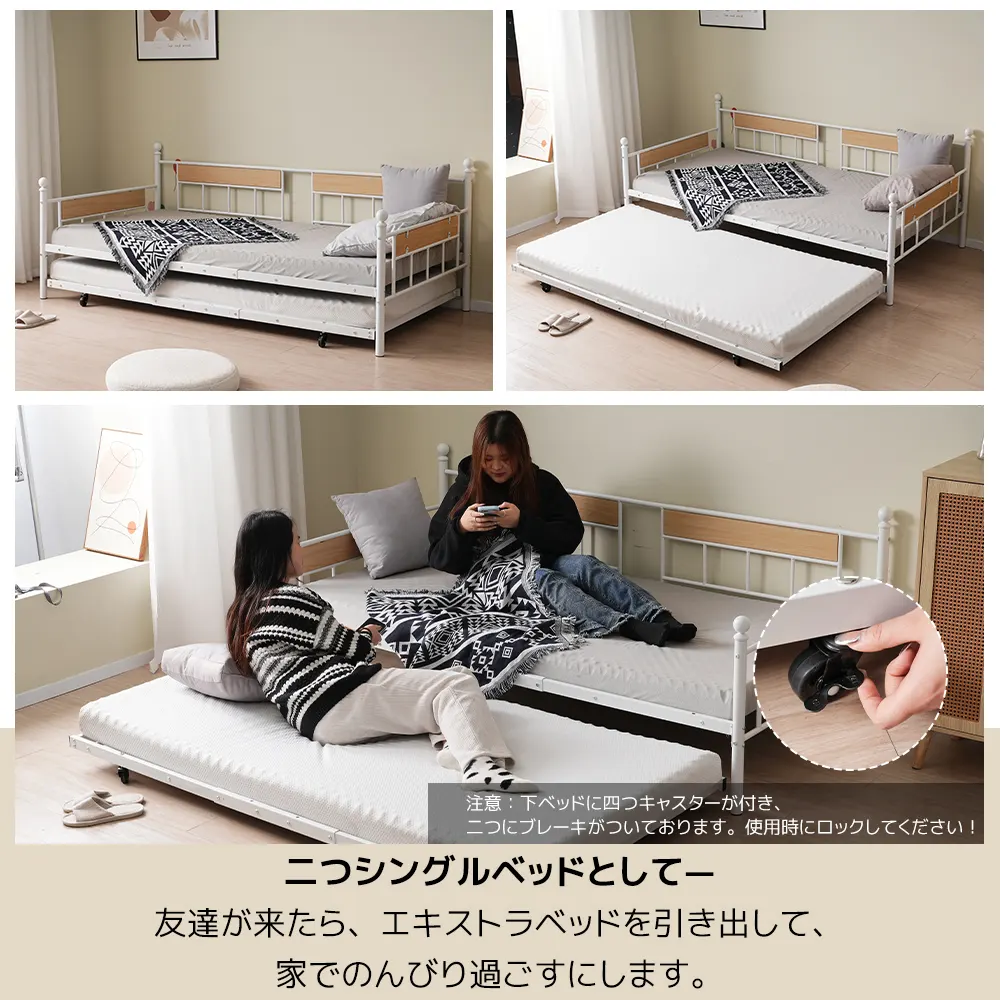 注意：下ベッドに四つキャスターが付き、
二つにブレーキがついております。使用時にロックしてください！
二つシングルベッドとして—
友達が来たら、エキストラベッドを引き出して、
家でのんびり過ごすにします。